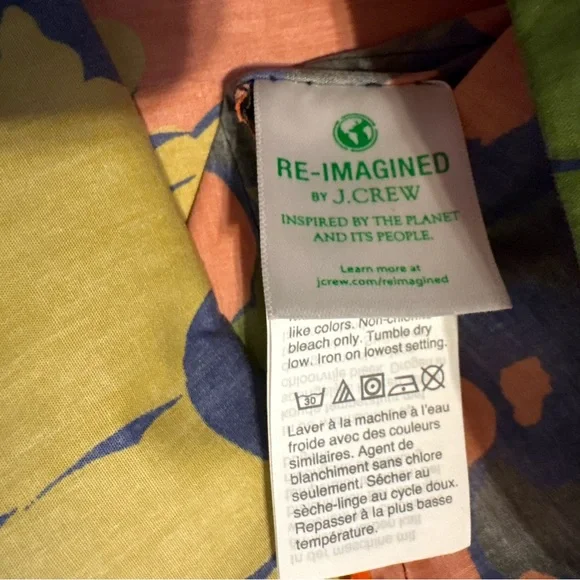 RE-IMAGINED
BY J.CREW
INSPIRED BY THE PLANET
AND ITS PEOPLE.
Learn more at
jcrew.com/reimagined
like colors. Non-chlorine
bleach only. Tumble dry
low. Iron on lowest setting.
30
Laver à la machine à l'eau
froide avec des couleurs
similaires. Agent de
blanchiment sans chlore
seulement. Sécher au
sèche-linge au cycle doux.
Repasser à la plus basse
température.